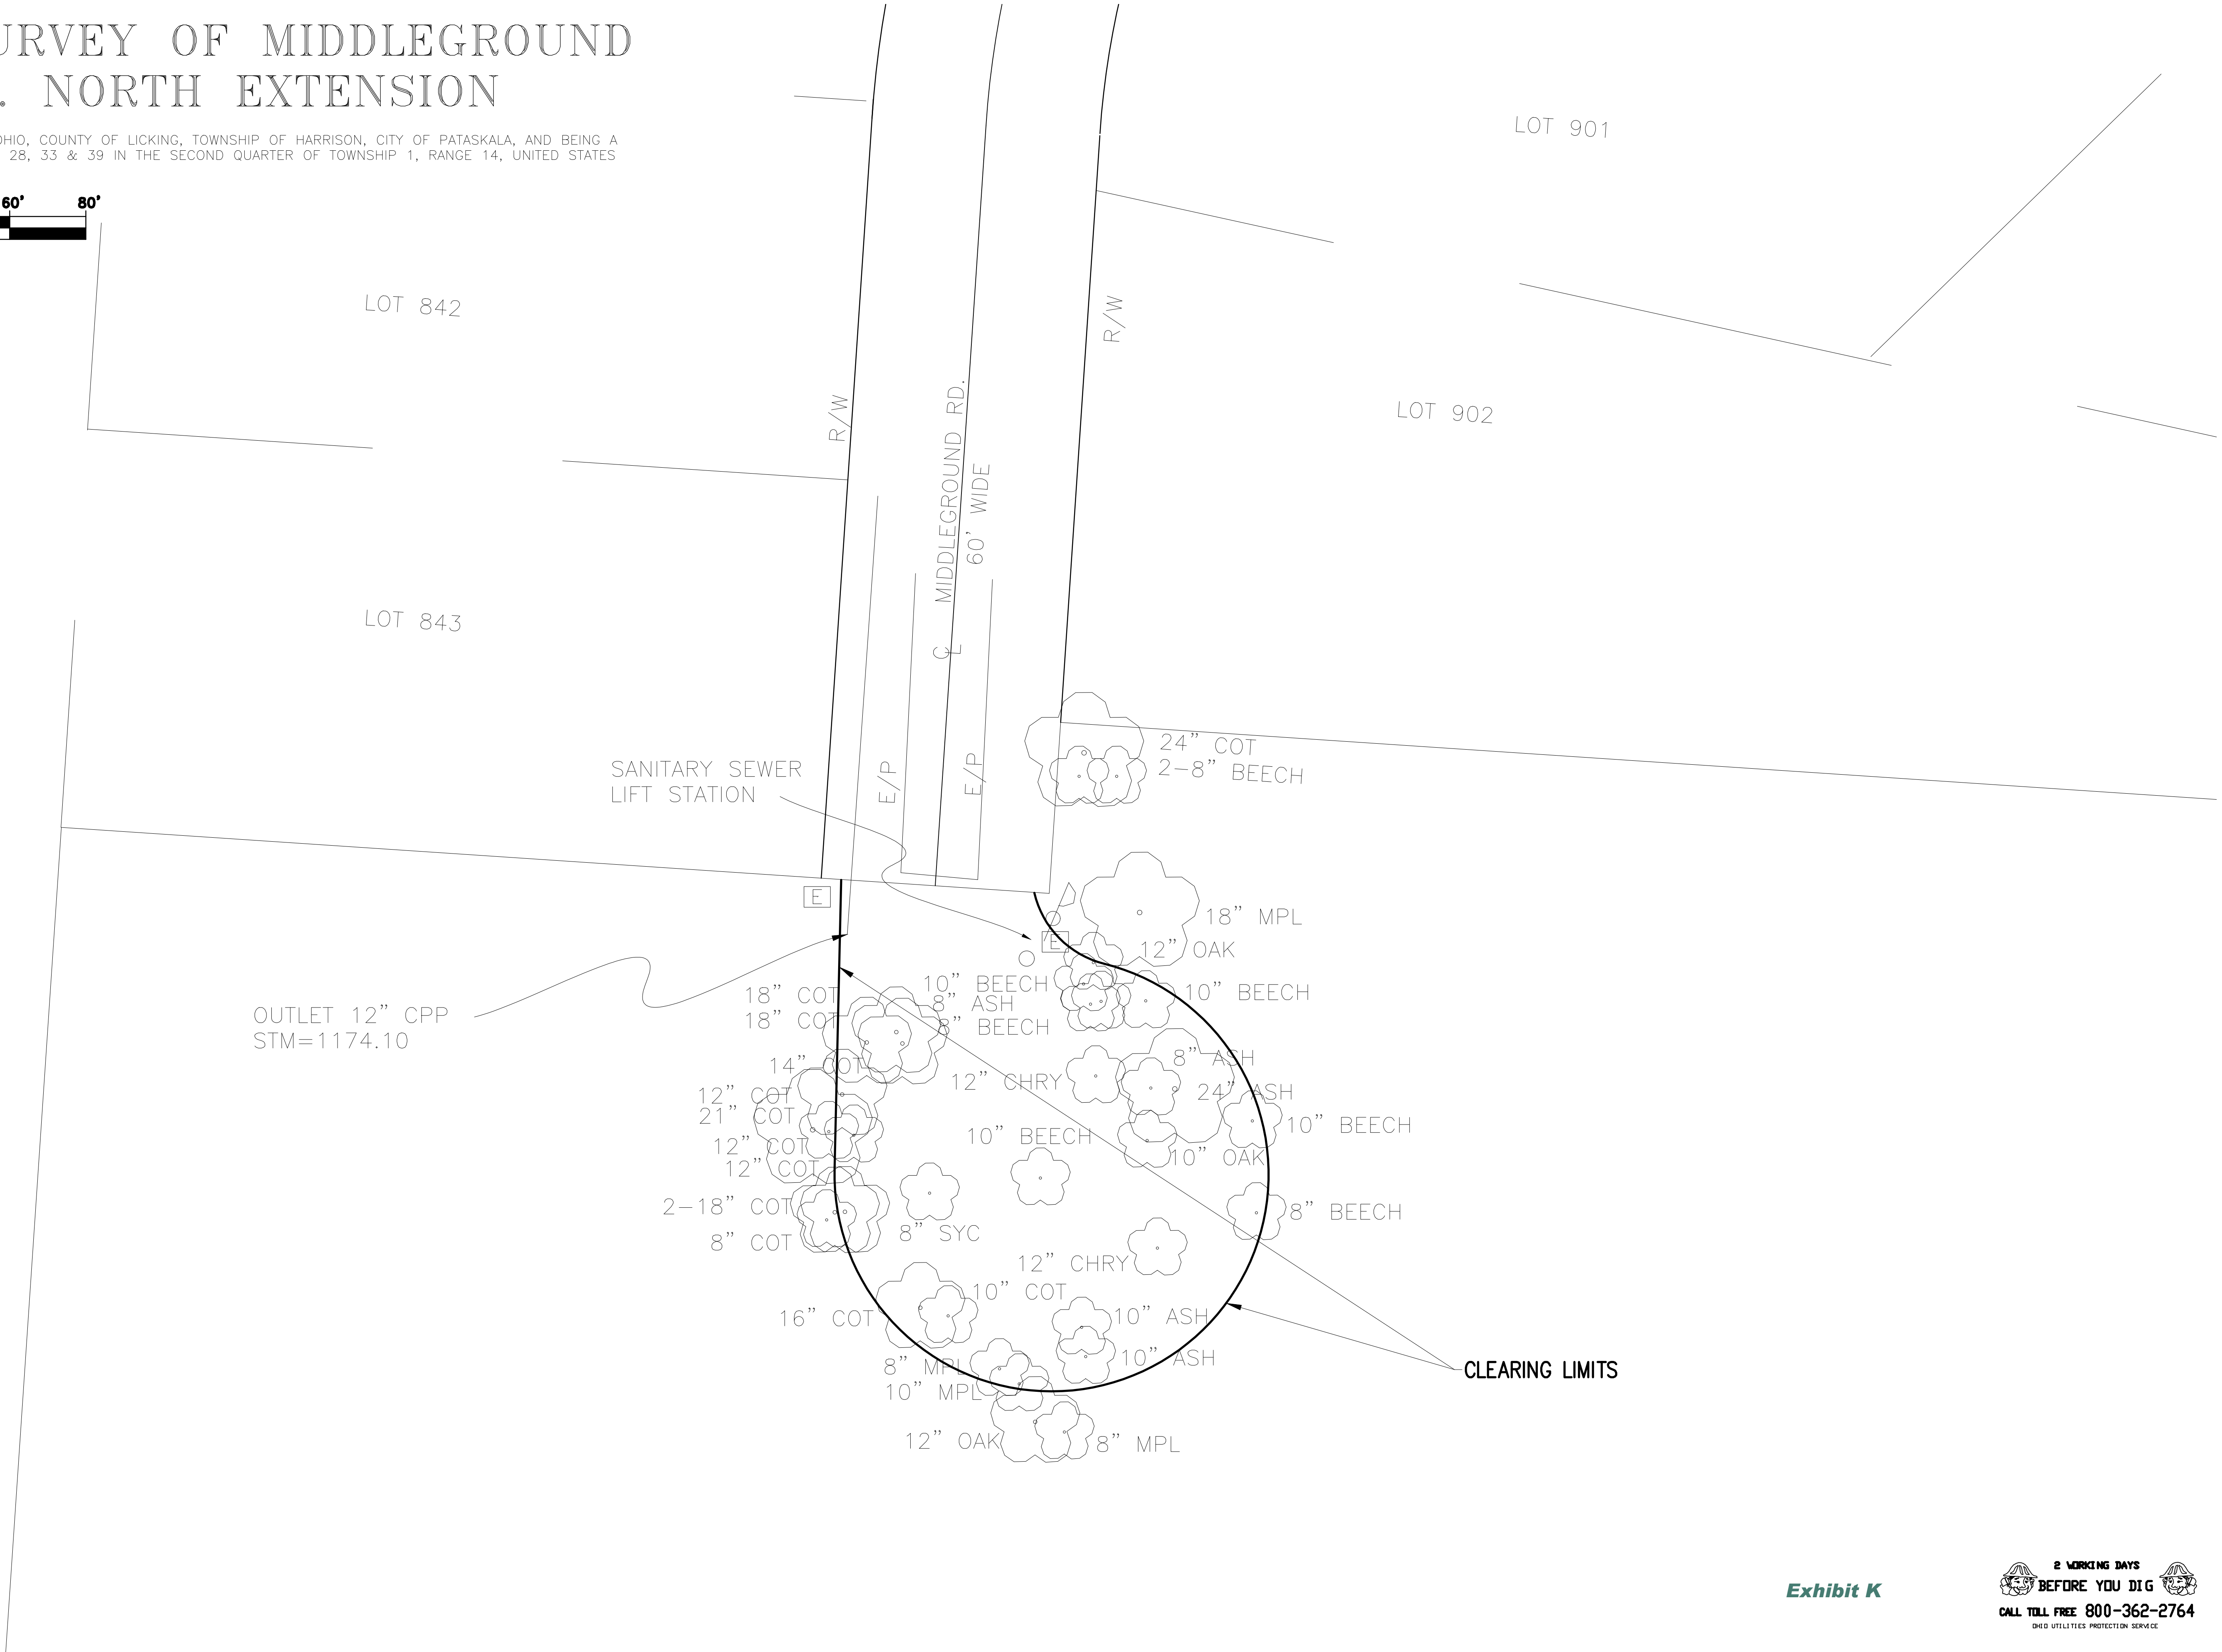 URVEY OF MIDDLEGROUND
. NORTH EXTENSION
OHIO, COUNTY OF LICKING, TOWNSHIP OF HARRISON, CITY OF PATASKALA, AND BEING A
28, 33 & 39 IN THE SECOND QUARTER OF TOWNSHIP 1, RANGE 14, UNITED STATES
60' 80'
LOT 901
LOT 842
R/W
R/W
LOT 902
MIDDLEGROUND RD.
60' WIDE
CL
LOT 843
E/P
E/P
SANITARY SEWER
LIFT STATION
24" COT
2-8" BEECH
E
E
18" MPL
12" OAK
OUTLET 12" CPP
STM=1174.10
18" COT
18" COT
10" BEECH
8" ASH
8" BEECH
10" BEECH
14" COT
12" COT
21" COT
12" COT
12" COT
12" CHRY
8" ASH
24" ASH
10" BEECH
10" BEECH
10" OAK
2-18" COT
8" COT
8" SYC
8" BEECH
12" CHRY
10" COT
16" COT
10" ASH
10" ASH
8" MPL
10" MPL
12" OAK
8" MPL
CLEARING LIMITS
Exhibit K
2 WORKING DAYS
BEFORE YOU DIG
CALL TOLL FREE 800-362-2764
OHIO UTILITIES PROTECTION SERVICE